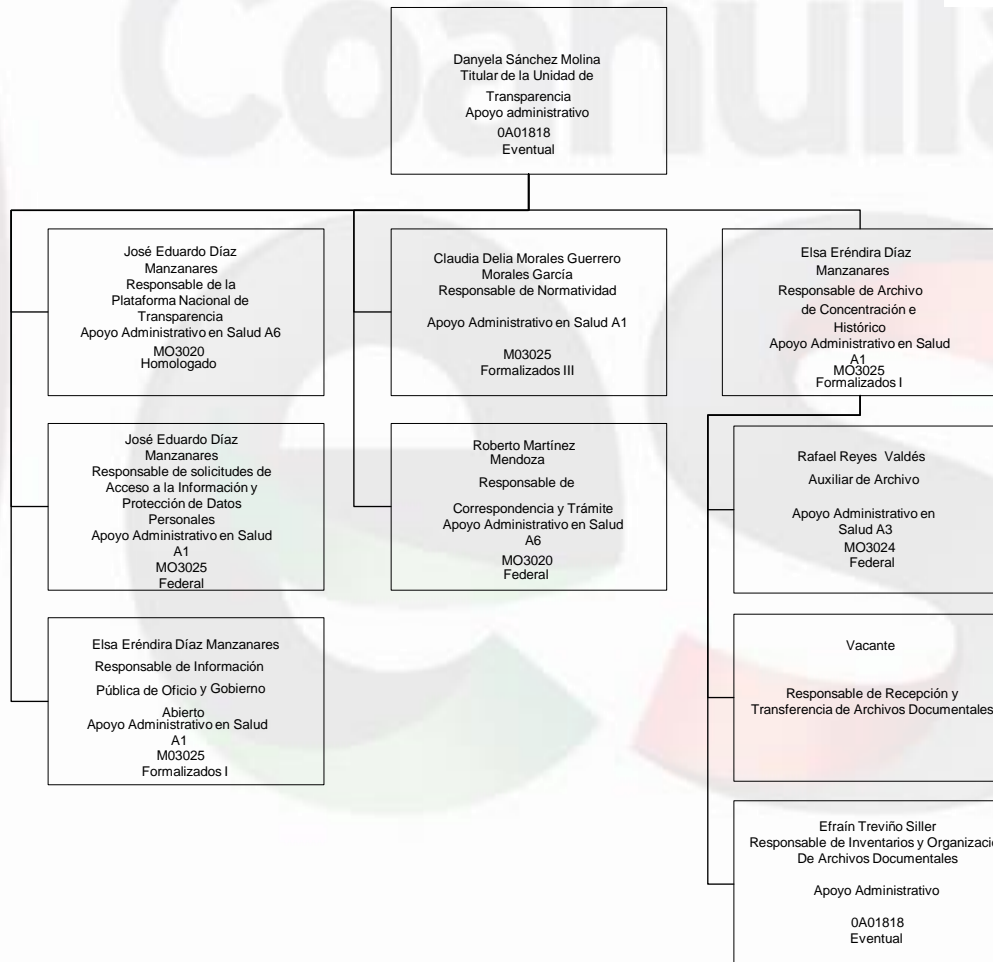 Coahuila
Danyela Sánchez Molina
Titular de la Unidad de
Transparencia
Apoyo administrativo
0A01818
Eventual
José Eduardo Díaz
Manzanares
Responsable de la
Plataforma Nacional de
Transparencia
Apoyo Administrativo en Salud A6
MO3020
Homologado
Claudia Delia Morales Guerrero
Morales García
Responsable de Normatividad
Apoyo Administrativo en Salud A1
M03025
Formalizados III
Elsa Eréndira Díaz
Manzanares
Responsable de Archivo
de Concentración e
Histórico
Apoyo Administrativo en Salud
A1
MO3025
Formalizados I
José Eduardo Díaz
Manzanares
Responsable de solicitudes de
Acceso a la Información y
Protección de Datos
Personales
Apoyo Administrativo en Salud
A1
MO3025
Federal
Roberto Martínez
Mendoza
Responsable de
Correspondencia y Trámite
Apoyo Administrativo en Salud
A6
MO3020
Federal
Rafael Reyes Valdés
Auxiliar de Archivo
Apoyo Administrativo en
Salud A3
MO3024
Federal
Elsa Eréndira Díaz Manzanares
Responsable de Información
Pública de Oficio y Gobierno
Abierto
Apoyo Administrativo en Salud
A1
M03025
Formalizados I
Vacante
Responsable de Recepción y
Transferencia de Archivos Documentales
Efraín Treviño Siller
Responsable de Inventarios y Organizació
De Archivos Documentales
Apoyo Administrativo
0A01818
Eventual
es